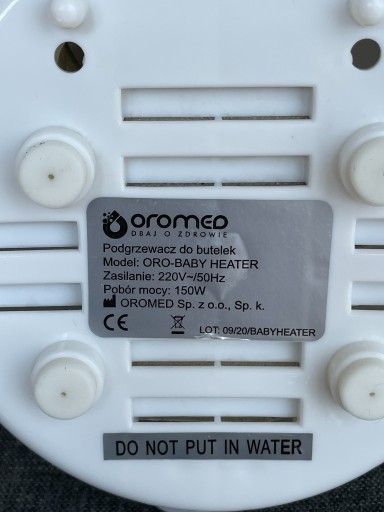 OROMED
DBAJ O ZDROWIE
Podgrzewacz do butelek
Model: ORO-BABY HEATER
Zasilanie: 220V~/50Hz
Pobór mocy: 150W
OROMED Sp. z o.o., Sp. k.
CE
LOT: 09/20/BABYHEATER
DO NOT PUT IN WATER